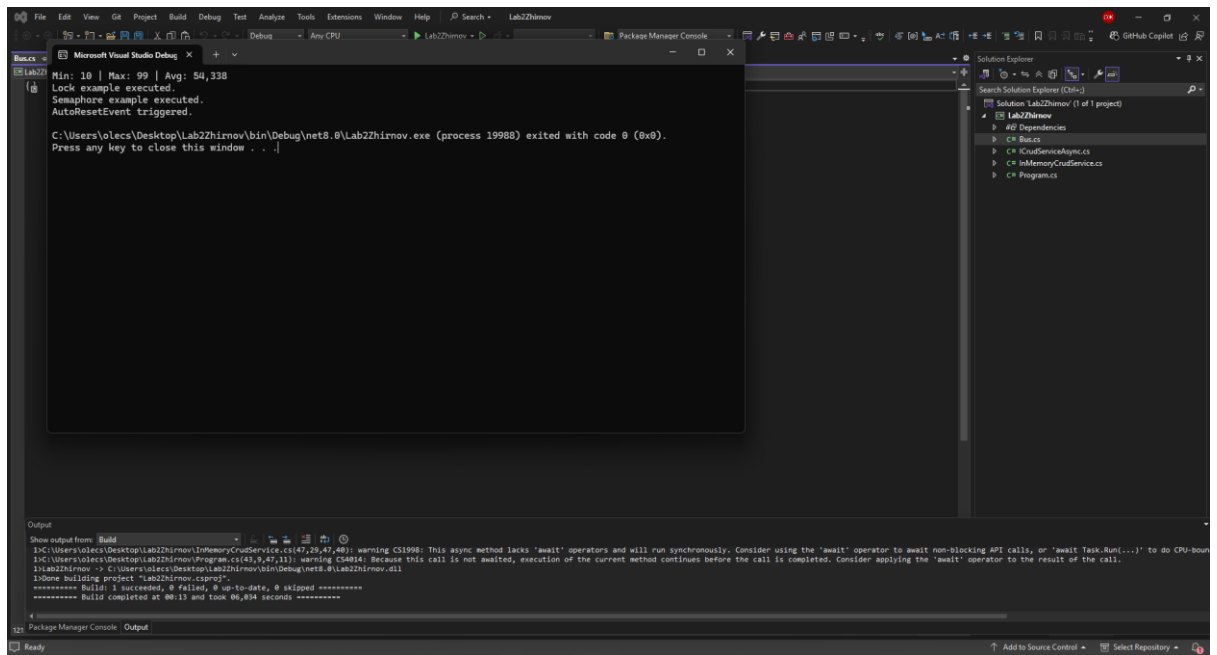 File Edit View Git Project Build Debug Test Analyze Tools Extensions Window Help Search Lab2Zhirnov
Debug Any CPU Lab2Zhirnov Package Manager Console GitHub Copilot
Bus.cs
Microsoft Visual Studio Debug
Min: 10 | Max: 99 | Avg: 54,338
Lock example executed.
Semaphore example executed.
AutoResetEvent triggered.
C:\Users\olecs\Desktop\Lab2Zhirnov\bin\Debug\net8.0\Lab2Zhirnov.exe (process 19988) exited with code 0 (0x0).
Press any key to close this window . . .
Solution Explorer
Search Solution Explorer (Ctrl+;)
Solution 'Lab2Zhirnov' (1 of 1 project)
Lab2Zhirnov
Dependencies
C# Bus.cs
C# ICrudServiceAsync.cs
C# InMemoryCrudService.cs
C# Program.cs
Output
Show output from: Build
1>C:\Users\olecs\Desktop\Lab2Zhirnov\InMemoryCrudService.cs(47,29,47,40): warning CS1998: This async method lacks 'await' operators and will run synchronously. Consider using the 'await' operator to await non-blocking API calls, or 'await Task.Run(...)' to do CPU-boun
1>C:\Users\olecs\Desktop\Lab2Zhirnov\Program.cs(43,9,47,11): warning CS4014: Because this call is not awaited, execution of the current method continues before the call is completed. Consider applying the 'await' operator to the result of the call.
1>Lab2Zhirnov -> C:\Users\olecs\Desktop\Lab2Zhirnov\bin\Debug\net8.0\Lab2Zhirnov.dll
1>Done building project "Lab2Zhirnov.csproj".
========== Build: 1 succeeded, 0 failed, 0 up-to-date, 0 skipped ==========
========== Build completed at 00:13 and took 06,034 seconds ==========
Package Manager Console Output
Ready Add to Source Control Select Repository